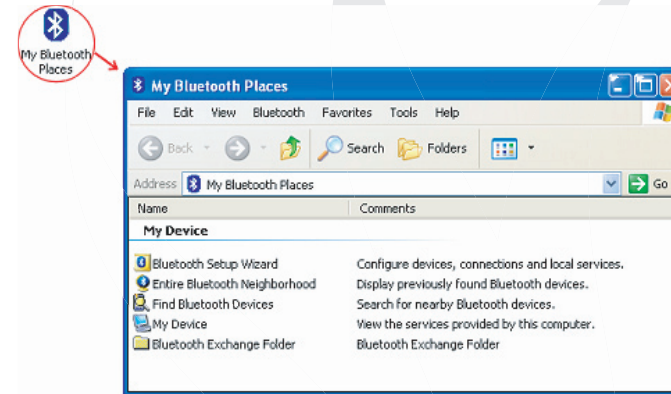 My Bluetooth
Places
My Bluetooth Places
File Edit View Bluetooth Favorites Tools Help
Back Search Folders
Address My Bluetooth Places Go
Name Comments
My Device
Bluetooth Setup Wizard Configure devices, connections and local services.
Entire Bluetooth Neighborhood Display previously found Bluetooth devices.
Find Bluetooth Devices Search for nearby Bluetooth devices.
My Device View the services provided by this computer.
Bluetooth Exchange Folder Bluetooth Exchange Folder